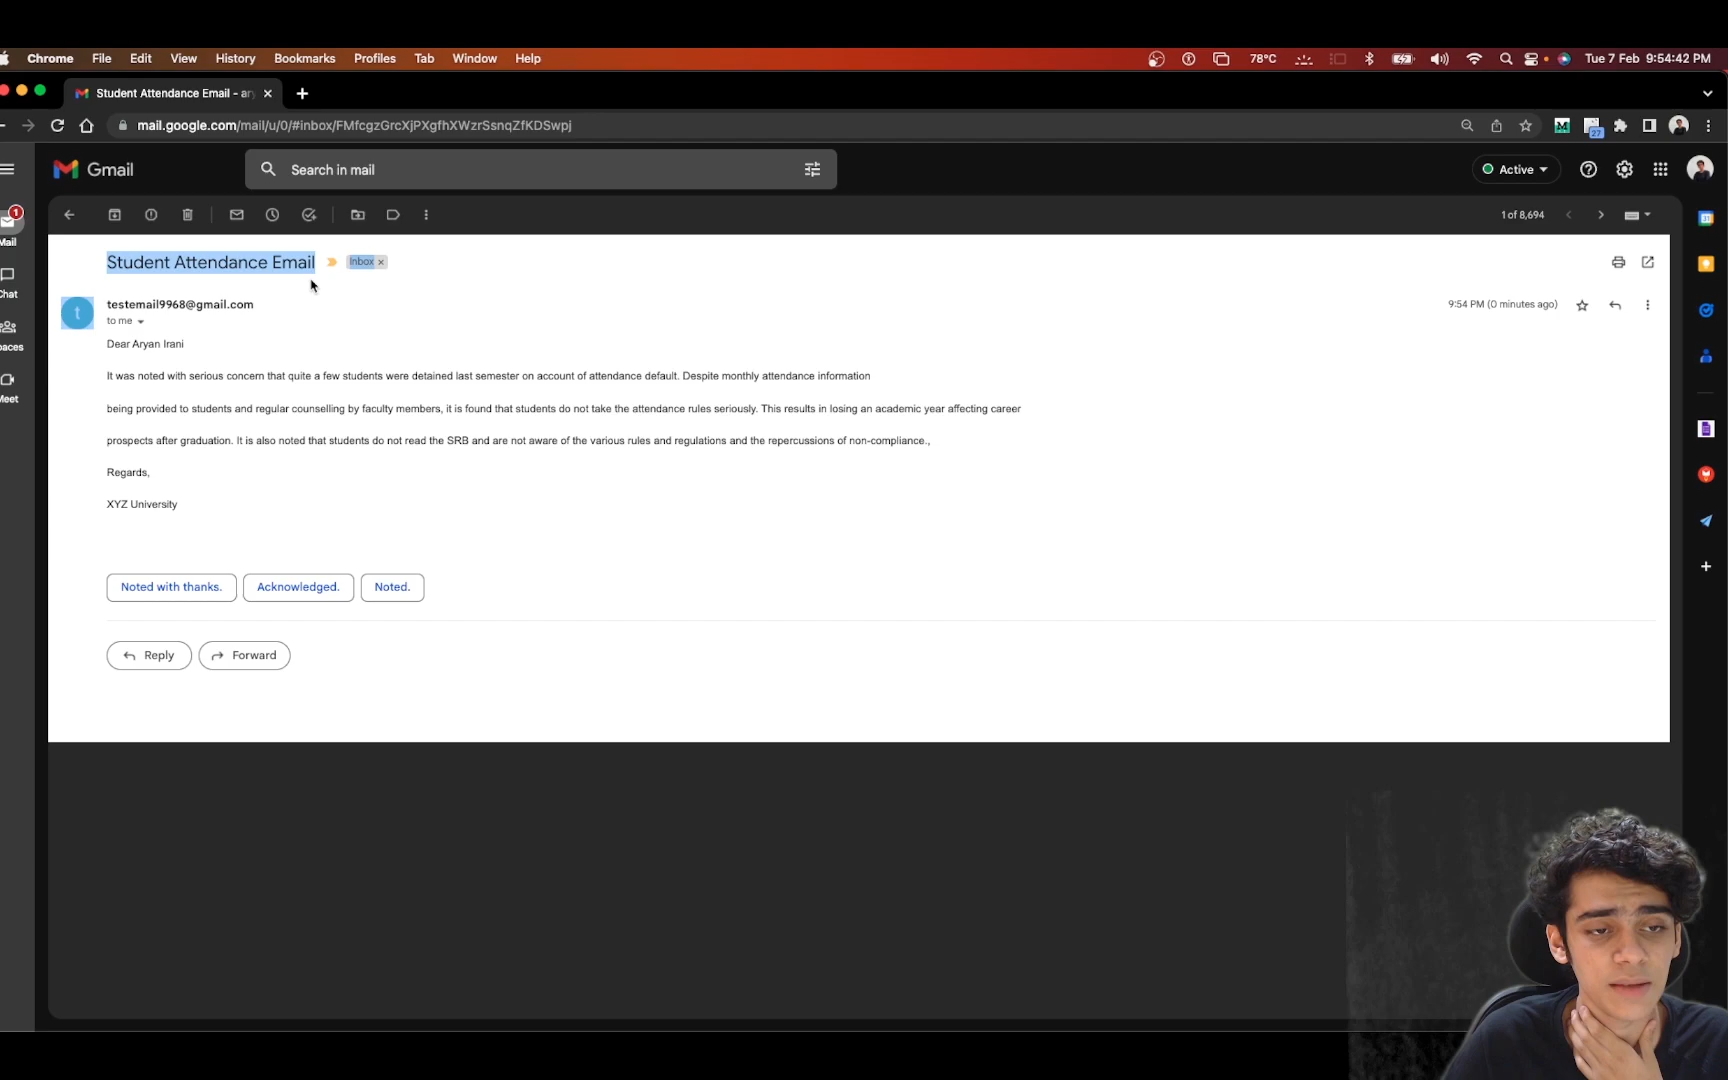 Chrome File Edit View History Bookmarks Profiles Tab Window Help 78°C Tue 7 Feb 9:54:42 PM
Student Attendance Email - ar
mail.google.com/mail/u/0/#inbox/FMfcgzGrcXjPXgfhXWzrSsnqZfKDSwpj 27
Gmail Search in mail Active
1
Mail
Chat
paces
Meet
1 of 8,694
Student Attendance Email Inbox x
t
testemail9968@gmail.com 9:54 PM (0 minutes ago)
to me
Dear Aryan Irani
It was noted with serious concern that quite a few students were detained last semester on account of attendance default. Despite monthly attendance information
being provided to students and regular counselling by faculty members, it is found that students do not take the attendance rules seriously. This results in losing an academic year affecting career
prospects after graduation. It is also noted that students do not read the SRB and are not aware of the various rules and regulations and the repercussions of non-compliance.,
Regards,
XYZ University
Noted with thanks. Acknowledged. Noted.
Reply Forward